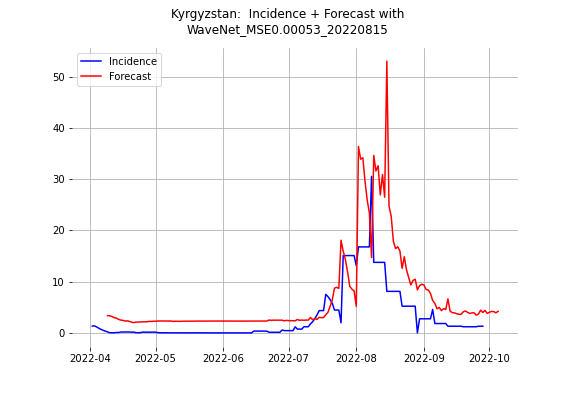 Kyrgyzstan:  Incidence + Forecast with
WaveNet_MSE0.00053_20220815
Incidence
Forecast
50
40
30
20
10
0
2022-04 2022-05 2022-06 2022-07 2022-08 2022-09 2022-10